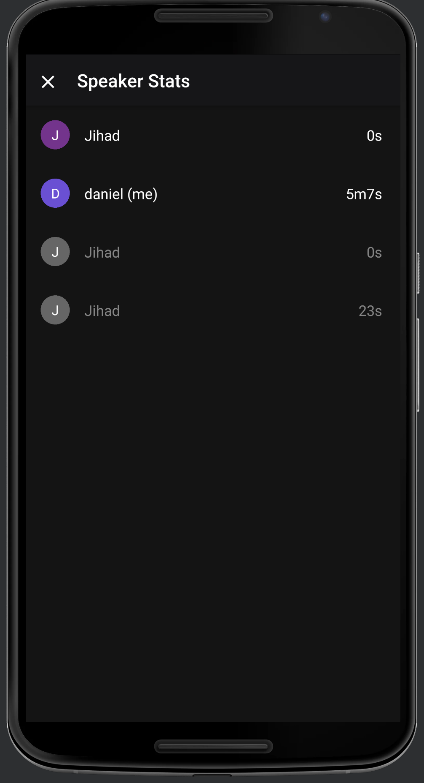 Speaker Stats
J Jihad 0s
D daniel (me) 5m7s
J Jihad 0s
J Jihad 23s